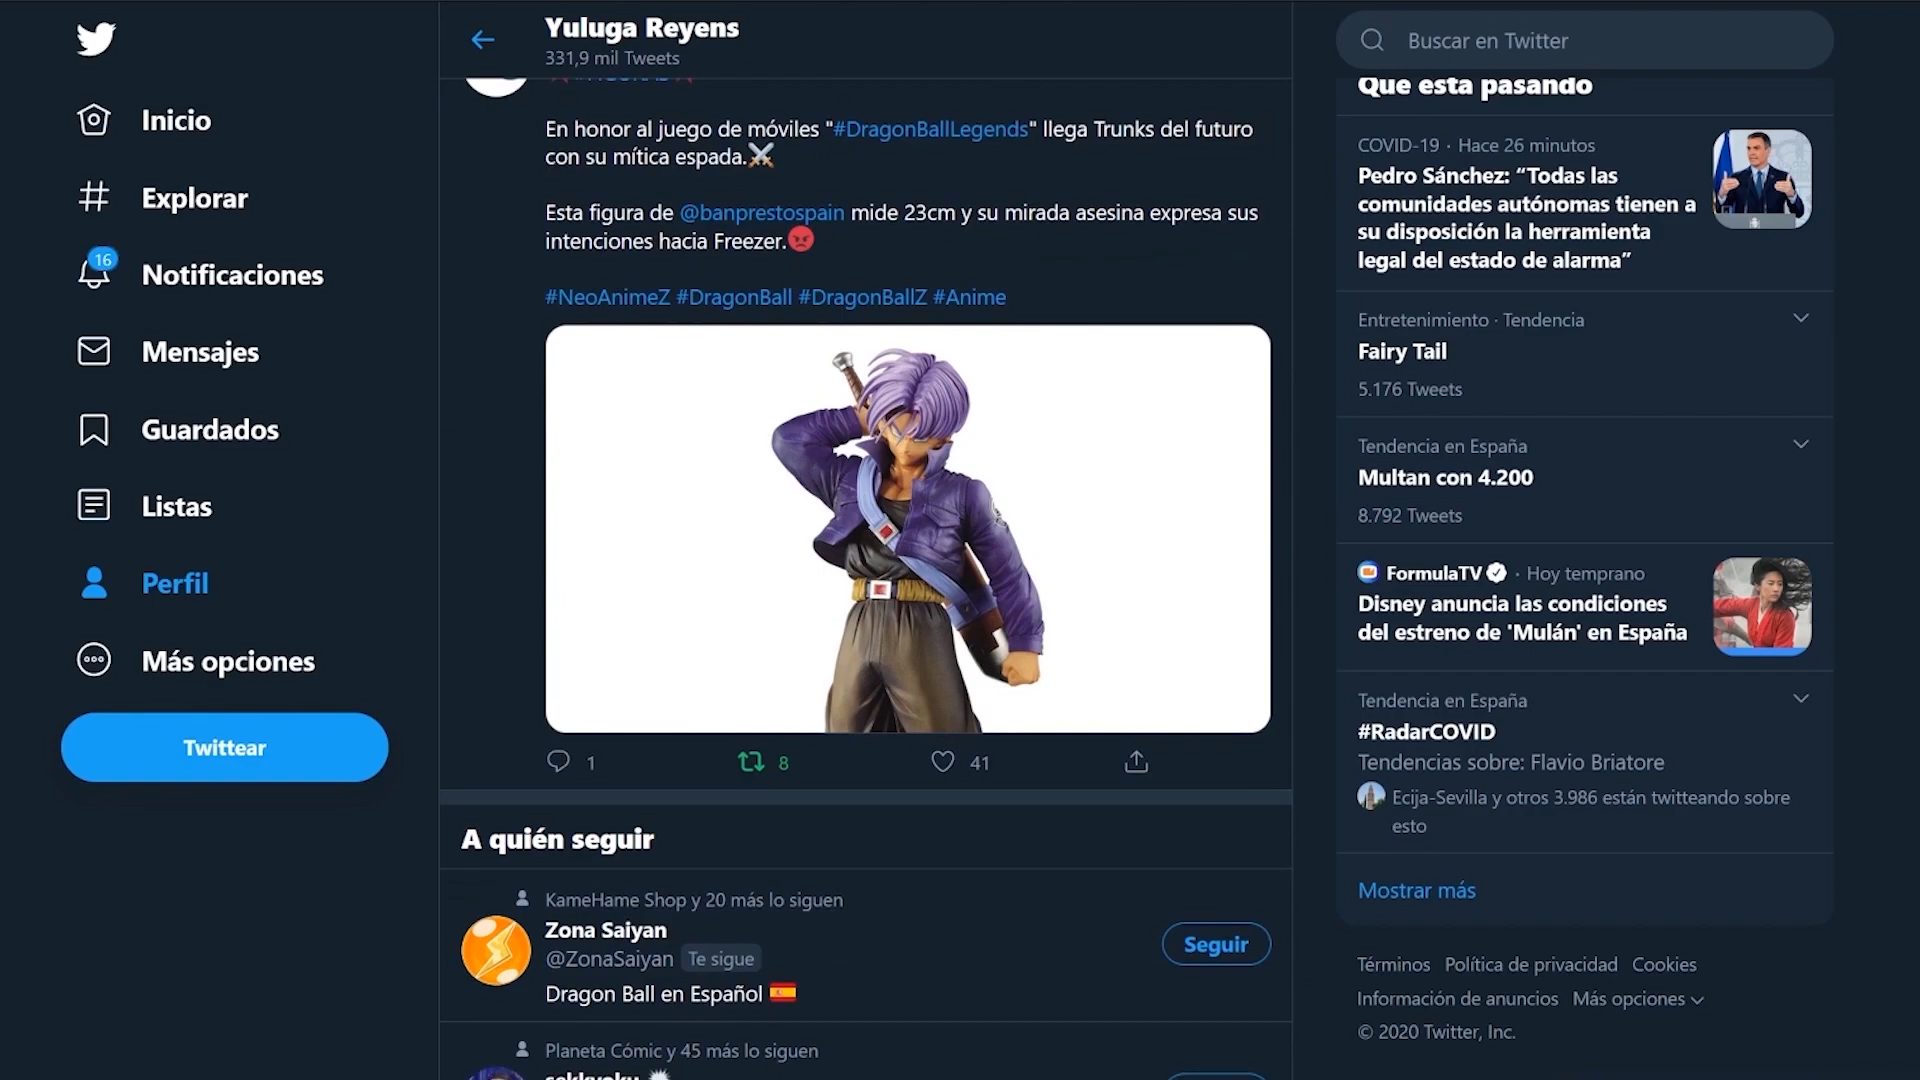 Inicio
Explorar
16
Notificaciones
Mensajes
Guardados
Listas
Perfil
Más opciones
Twittear
Yuluga Reyens
331,9 mil Tweets
En honor al juego de móviles "#DragonBallLegends" llega Trunks del futuro
con su mítica espada.⚔️
Esta figura de @banprestospain mide 23cm y su mirada asesina expresa sus
intenciones hacia Freezer.😡
#NeoAnimeZ #DragonBall #DragonBallZ #Anime
1 8 41
A quién seguir
KameHame Shop y 20 más lo siguen
Zona Saiyan
@ZonaSaiyan Te sigue
Seguir
Dragon Ball en Español 🇪🇸
Planeta Cómic y 45 más lo siguen
Buscar en Twitter
Qué está pasando
COVID-19 · Hace 26 minutos
Pedro Sánchez: “Todas las
comunidades autónomas tienen a
su disposición la herramienta
legal del estado de alarma”
Entretenimiento · Tendencia
Fairy Tail
5.176 Tweets
Tendencia en España
Multan con 4.200
8.792 Tweets
FormulaTV · Hoy temprano
Disney anuncia las condiciones
del estreno de 'Mulán' en España
Tendencia en España
#RadarCOVID
Tendencias sobre: Flavio Briatore
Ecija-Sevilla y otros 3.986 están twitteando sobre
esto
Mostrar más
Términos Política de privacidad Cookies
Información de anuncios Más opciones
© 2020 Twitter, Inc.